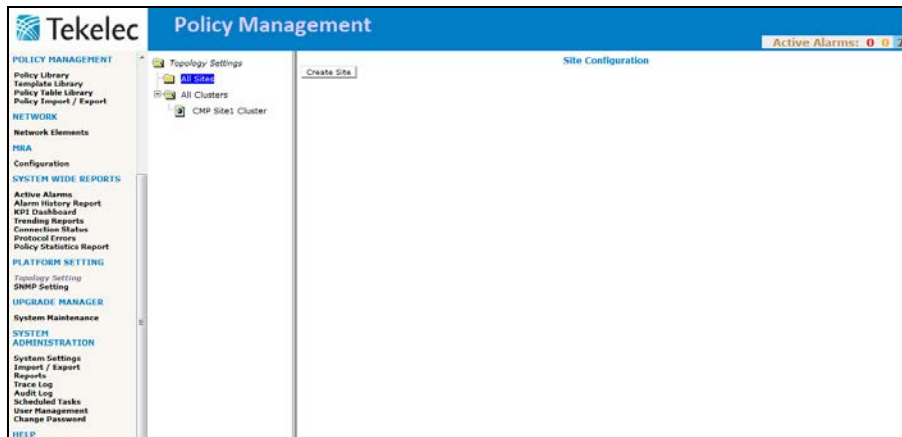 Tekelec
Policy Management
Active Alarms: 0 0
POLICY MANAGEMENT
Policy Library
Template Library
Policy Table Library
Policy Import / Export
NETWORK
Network Elements
MRA
Configuration
SYSTEM WIDE REPORTS
Active Alarms
Alarm History Report
KPI Dashboard
Trending Reports
Connection Status
Protocol Errors
Policy Statistics Report
PLATFORM SETTING
Topology Setting
SNMP Setting
UPGRADE MANAGER
System Maintenance
SYSTEM
ADMINISTRATION
System Settings
Import / Export
Reports
Trace Log
Audit Log
Scheduled Tasks
User Management
Change Password
HELP
Topology Settings
All Sites
All Clusters
CMP Site1 Cluster
Site Configuration
Create Site